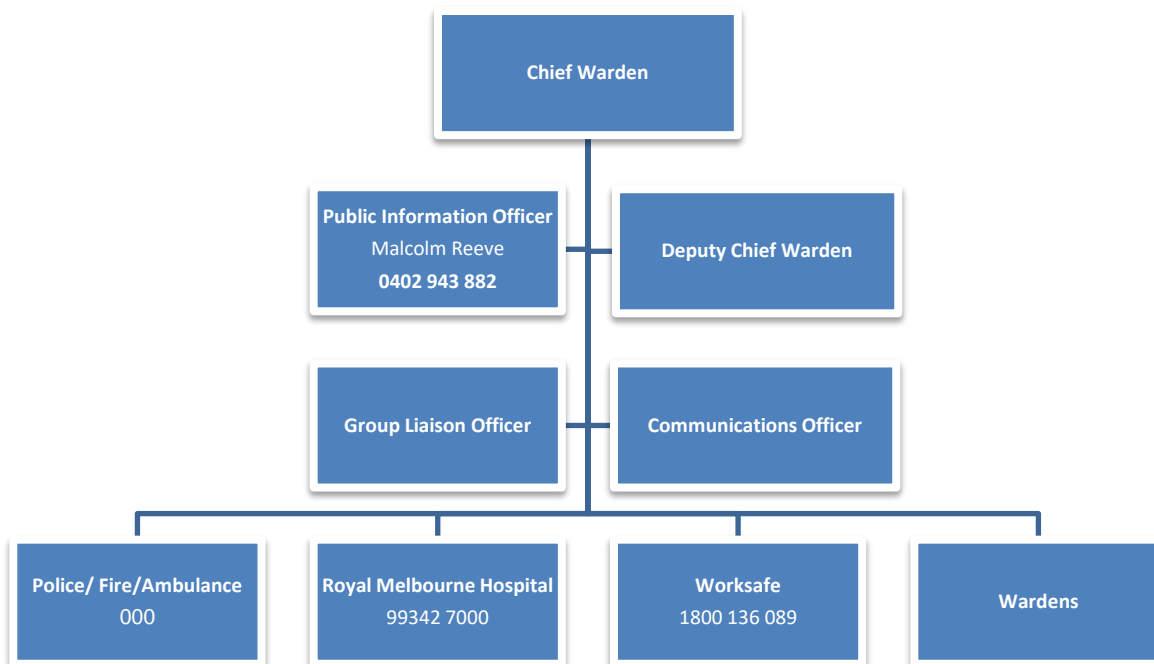 Chief Warden
Public Information Officer
Malcolm Reeve
0402 943 882
Deputy Chief Warden
Group Liaison Officer
Communications Officer
Police/ Fire/Ambulance
000
Royal Melbourne Hospital
99342 7000
Worksafe
1800 136 089
Wardens